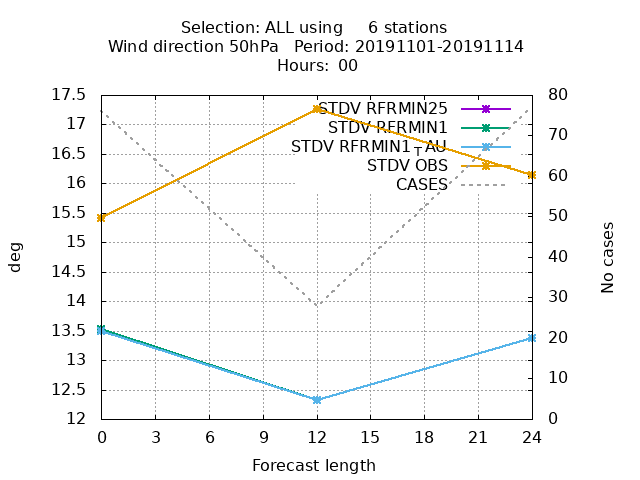 Selection: ALL using     6 stations
Wind direction 50hPa   Period: 20191101-20191114
Hours: 00
17.5
17
16.5
16
15.5
15
14.5
14
13.5
13
12.5
12
80
70
60
50
40
30
20
10
0
STDV RFRMIN25
STDV RFRMIN1
STDV RFRMIN1_AU
STDV OBS
CASES
deg
No cases
0 3 6 9 12 15 18 21 24
Forecast length